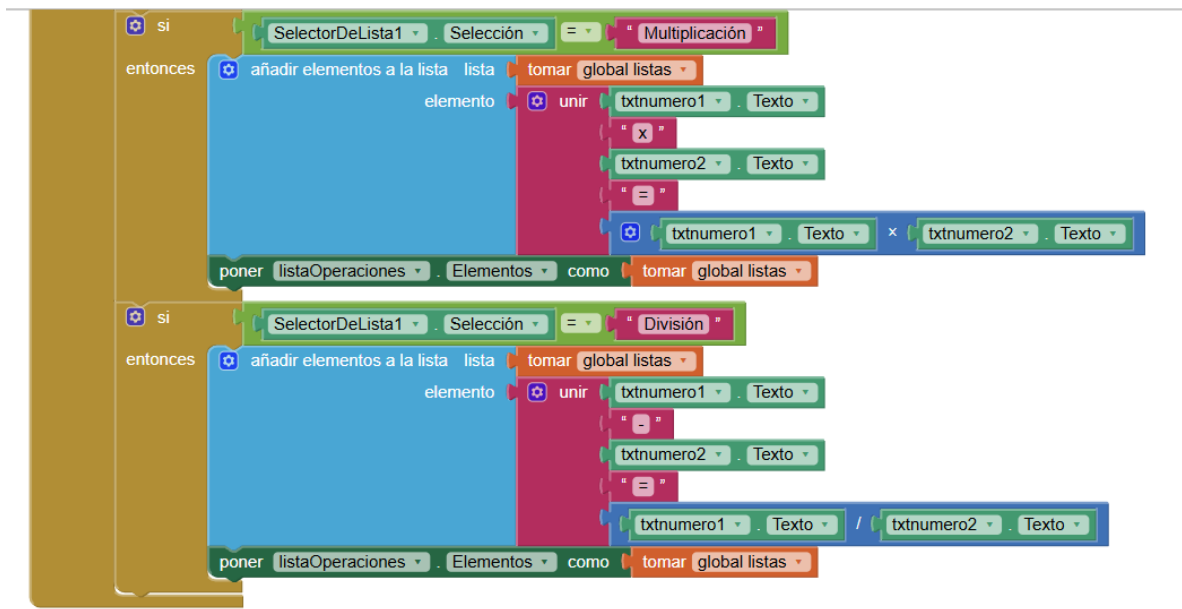 si SelectorDeLista1 . Selección = “ Multiplicación ”
entonces añadir elementos a la lista lista tomar global listas
elemento unir txtnumero1 . Texto
“ x ”
txtnumero2 . Texto
“ = ”
txtnumero1 . Texto × txtnumero2 . Texto
poner listaOperaciones . Elementos como tomar global listas
si SelectorDeLista1 . Selección = “ División ”
entonces añadir elementos a la lista lista tomar global listas
elemento unir txtnumero1 . Texto
“ - ”
txtnumero2 . Texto
“ = ”
txtnumero1 . Texto / txtnumero2 . Texto
poner listaOperaciones . Elementos como tomar global listas